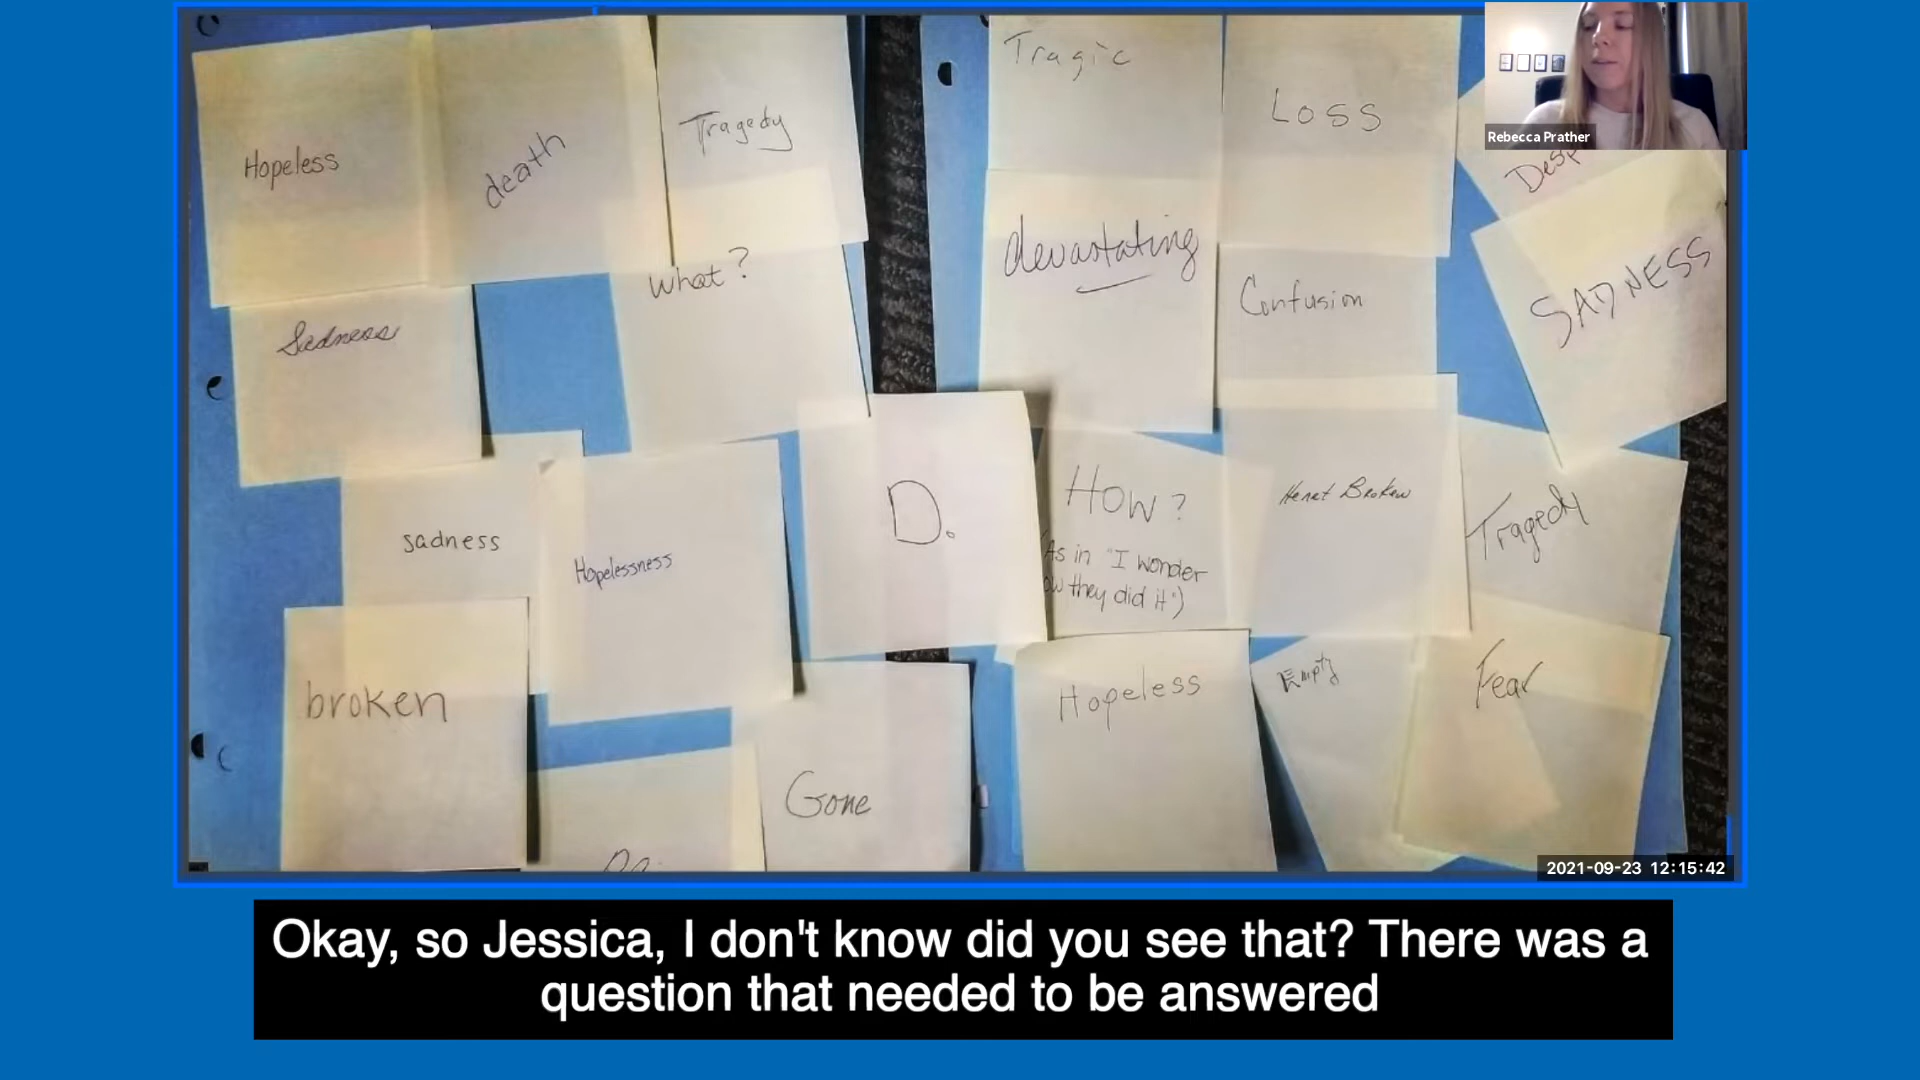 Hopeless
death
Tragedy
Tragic
Loss
Rebecca Prather
What?
devastating
Confusion
SADNESS
Sadness
sadness
Hopelessness
D.
How?
As in "I wonder
they did it")
Heart Broken
Tragedy
broken
Gone
Hopeless
Empty
Fear
2021-09-23 12:15:42
Okay, so Jessica, I don't know did you see that? There was a
question that needed to be answered